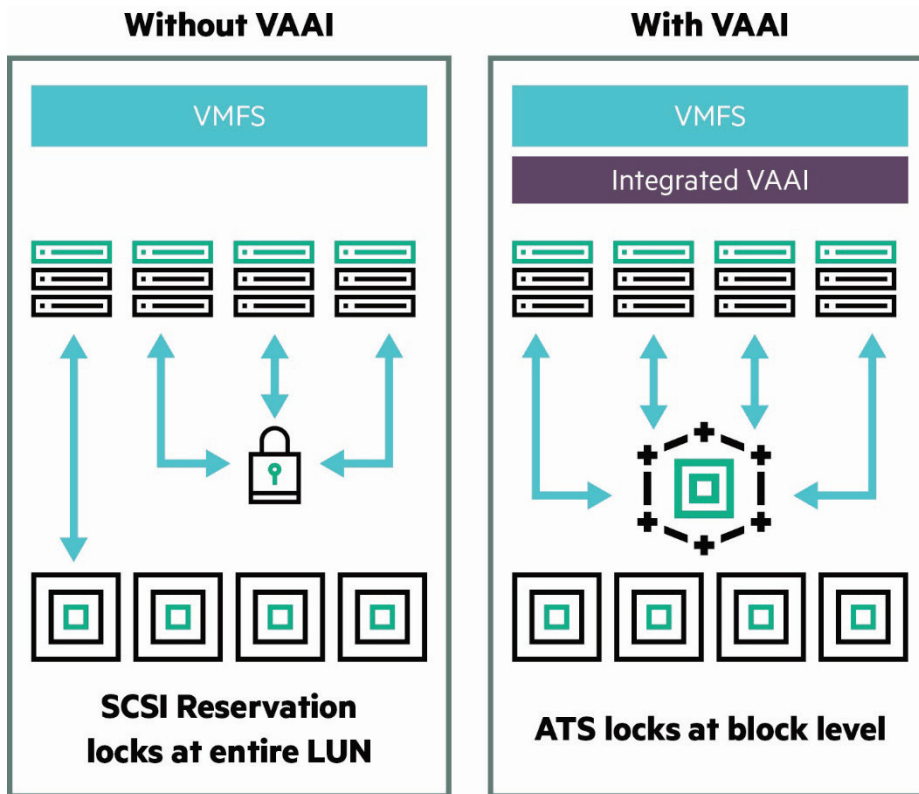 Without VAAI
VMFS
SCSI Reservation
locks at entire LUN
With VAAI
VMFS
Integrated VAAI
ATS locks at block level